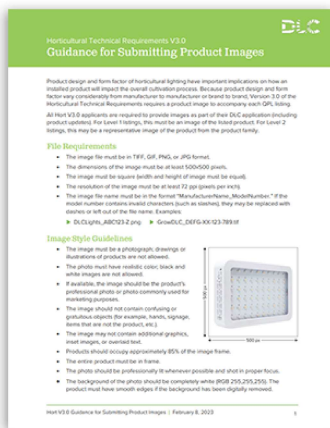 DLC
Horticultural Technical Requirements V3.0
Guidance for Submitting Product Images
Product design and form factor of horticultural lighting have important implications on how an
installed product will impact the overall cultivation process. Because product design and form
factor vary considerably from manufacturer to manufacturer or brand to brand, Version 3.0 of the
Horticultural Technical Requirements requires a product image to accompany each QPL listing.
All Hort V3.0 applicants are required to provide images as part of their DLC application (including
product updates). For Level 1 listings, this must be an image of the listed product. For Level 2
listings, this may be a representative image of the product from the product family.
File Requirements
▸ The image file must be in TIFF, GIF, PNG, or JPG format.
▸ The dimensions of the image must be at least 500x500 pixels.
▸ The image must be square (width and height of image must be equal).
▸ The resolution of the image must be at least 72 ppi (pixels per inch).
▸ The image file name must be in the format "ManufacturerName_ModelNumber." If the
model number contains invalid characters (such as slashes), they may be replaced with
dashes or left out of the file name. Examples:
▸ DLCLights_ABC123-Z.png ▸ GrowDLC_DEFG-XX-123-789.tif
Image Style Guidelines
▸ The image must be a photograph, drawings or
illustrations of products are not allowed.
▸ The photo must have realistic color; black and
white images are not allowed.
▸ If available, the image should be the product's
professional photo or photo commonly used for
marketing purposes.
▸ The image should not contain confusing or
gratuitous objects (for example, hands, signage,
items that are not the product, etc.).
▸ The image may not contain additional graphics,
inset images, or overlaid text.
500 px
500 px
▸ Products should occupy approximately 85% of the image frame.
▸ The entire product must be in frame.
▸ The photo should be professionally lit whenever possible and shot in proper focus.
▸ The background of the photo should be completely white (RGB 255,255,255). The
product must have smooth edges if the background has been digitally removed.
Hort V3.0 Guidance for Submitting Product Images | February 8, 2023
1